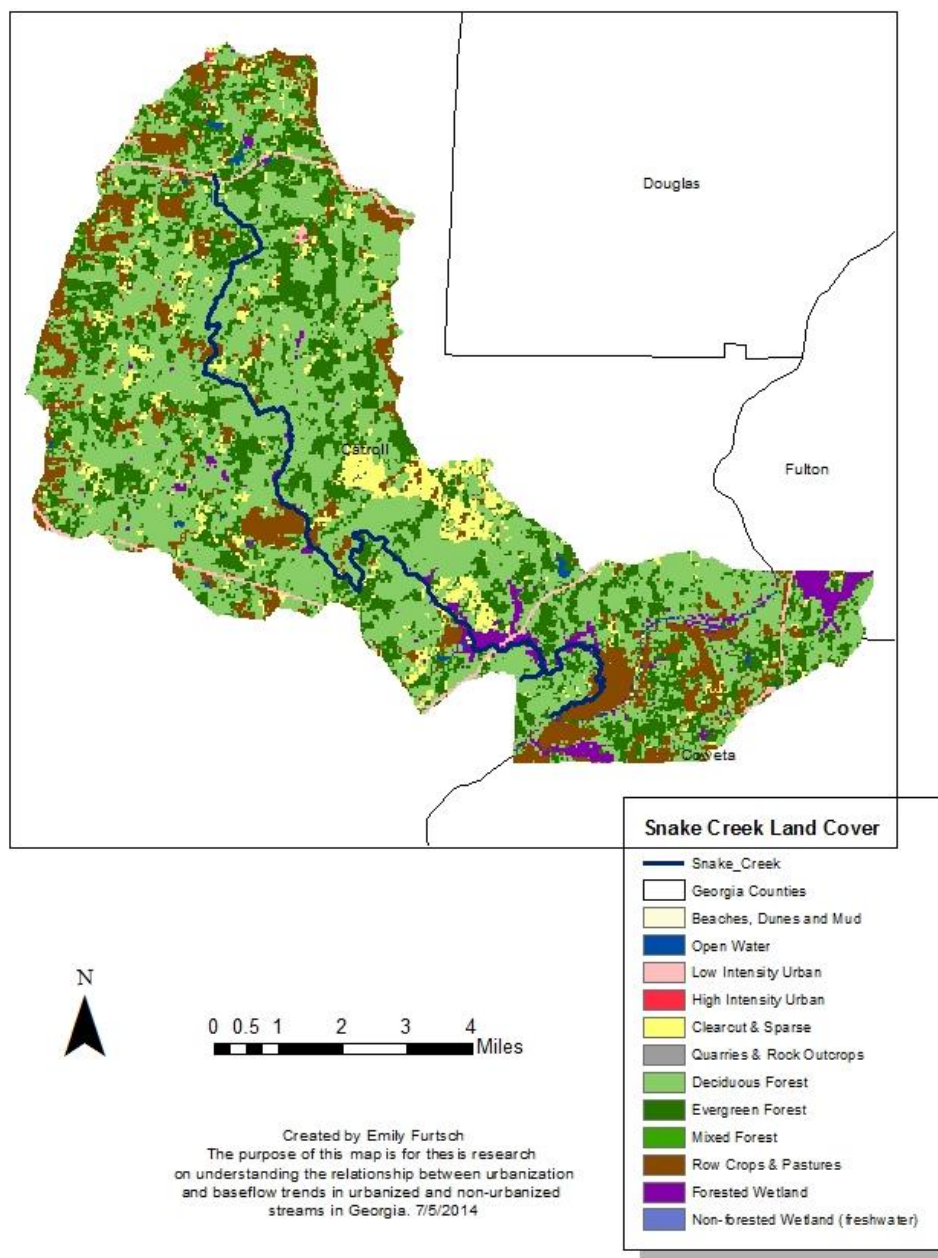 Douglas
Fulton
Carroll
Coweta
Snake Creek Land Cover
Snake_Creek
Georgia Counties
Beaches, Dunes and Mud
Open Water
Low Intensity Urban
High Intensity Urban
Clearcut & Sparse
Quarries & Rock Outcrops
Deciduous Forest
Evergreen Forest
Mixed Forest
Row Crops & Pastures
Forested Wetland
Non-forested Wetland (freshwater)
N
0 0.5 1 2 3 4
Miles
Created by Emily Furtsch
The purpose of this map is for thesis research
on understanding the relationship between urbanization
and baseflow trends in urbanized and non-urbanized
streams in Georgia. 7/5/2014